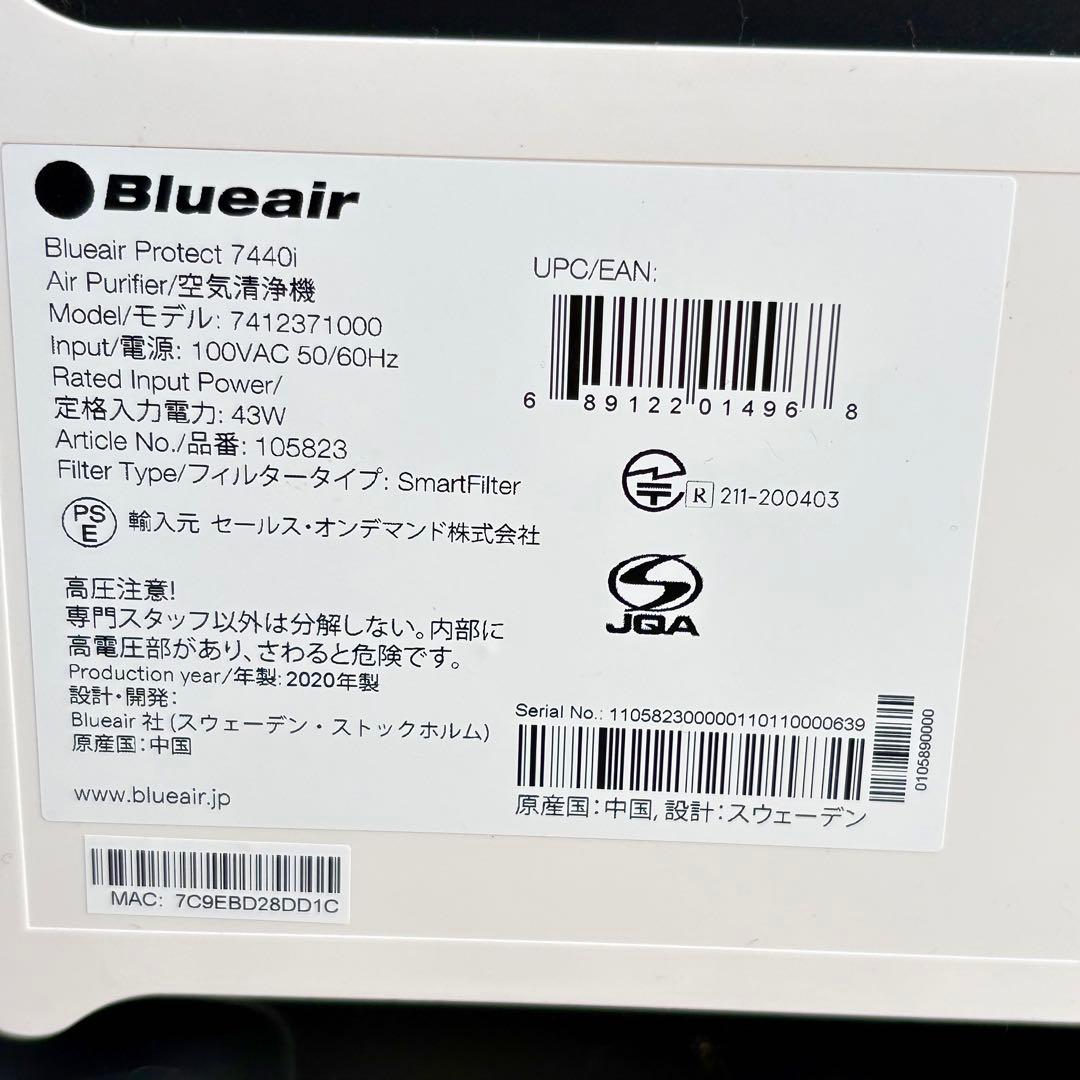 Blueair
Blueair Protect 7440i
Air Purifier/空気清浄機
Model/モデル: 7412371000
Input/電源: 100VAC 50/60Hz
Rated Input Power/
定格入力電力: 43W
Article No./品番: 105823
Filter Type/フィルタータイプ: SmartFilter
PS
E
輸入元 セールス・オンデマンド株式会社
高圧注意!
専門スタッフ以外は分解しない。内部に
高電圧部があり、さわると危険です。
Production year/年製: 2020年製
設計・開発:
Blueair 社 (スウェーデン・ストックホルム)
原産国:中国
www.blueair.jp
UPC/EAN:
6 89122 01496 8
R 211-200403
JQA
Serial No.: 110582300000110110000639
原産国:中国, 設計:スウェーデン
0105890000
MAC: 7C9EBD28DD1C